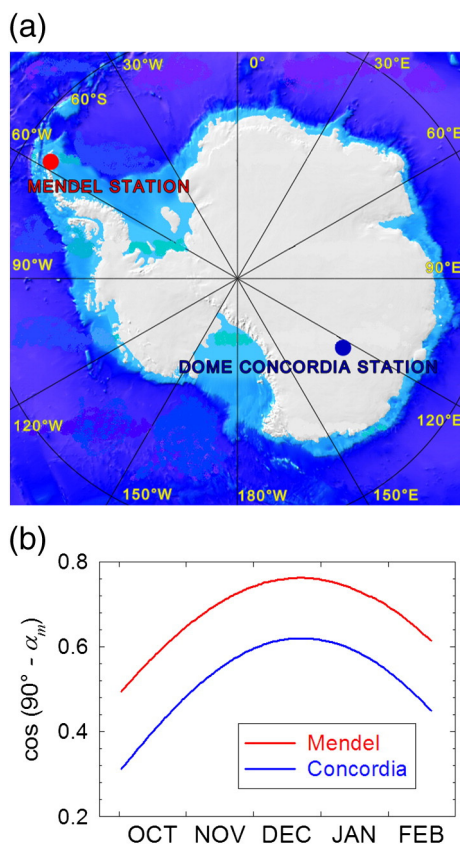 (a)
30°W
0°
30°E
60°S
60°W
60°E
MENDEL STATION
90°W
90°E
DOME CONCORDIA STATION
120°W
120°E
150°W
180°W
150°E
(b)
0.8
0.6
0.4
0.2
cos (90° - αm)
Mendel
Concordia
OCT NOV DEC JAN FEB